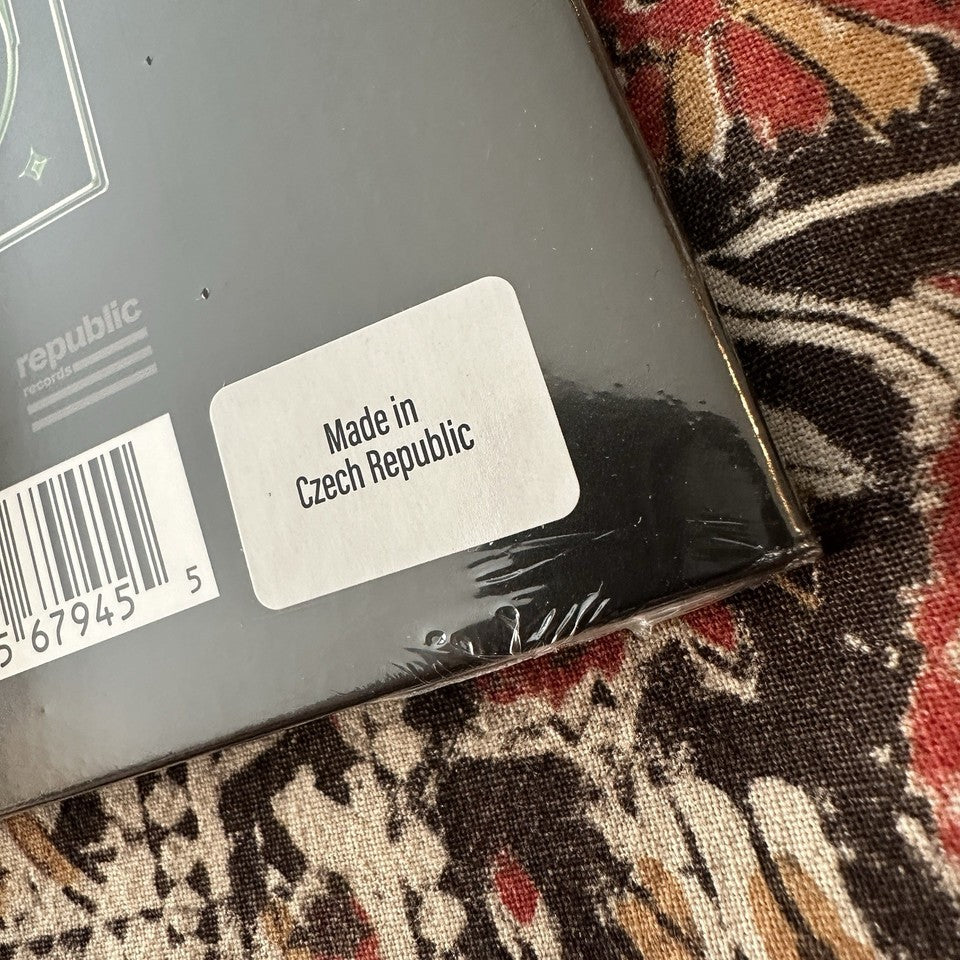 republic
records
Made in
Czech Republic
5 67945 5